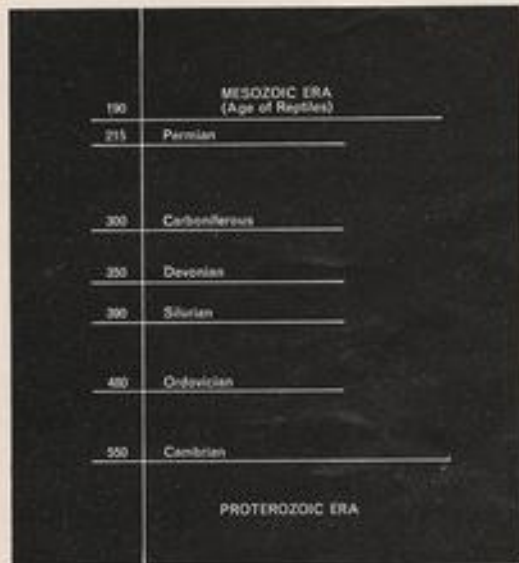 MESOZOIC ERA
190 (Age of Reptiles)
215 Permian
300 Carboniferous
350 Devonian
390 Silurian
480 Ordovician
550 Cambrian
PROTEROZOIC ERA